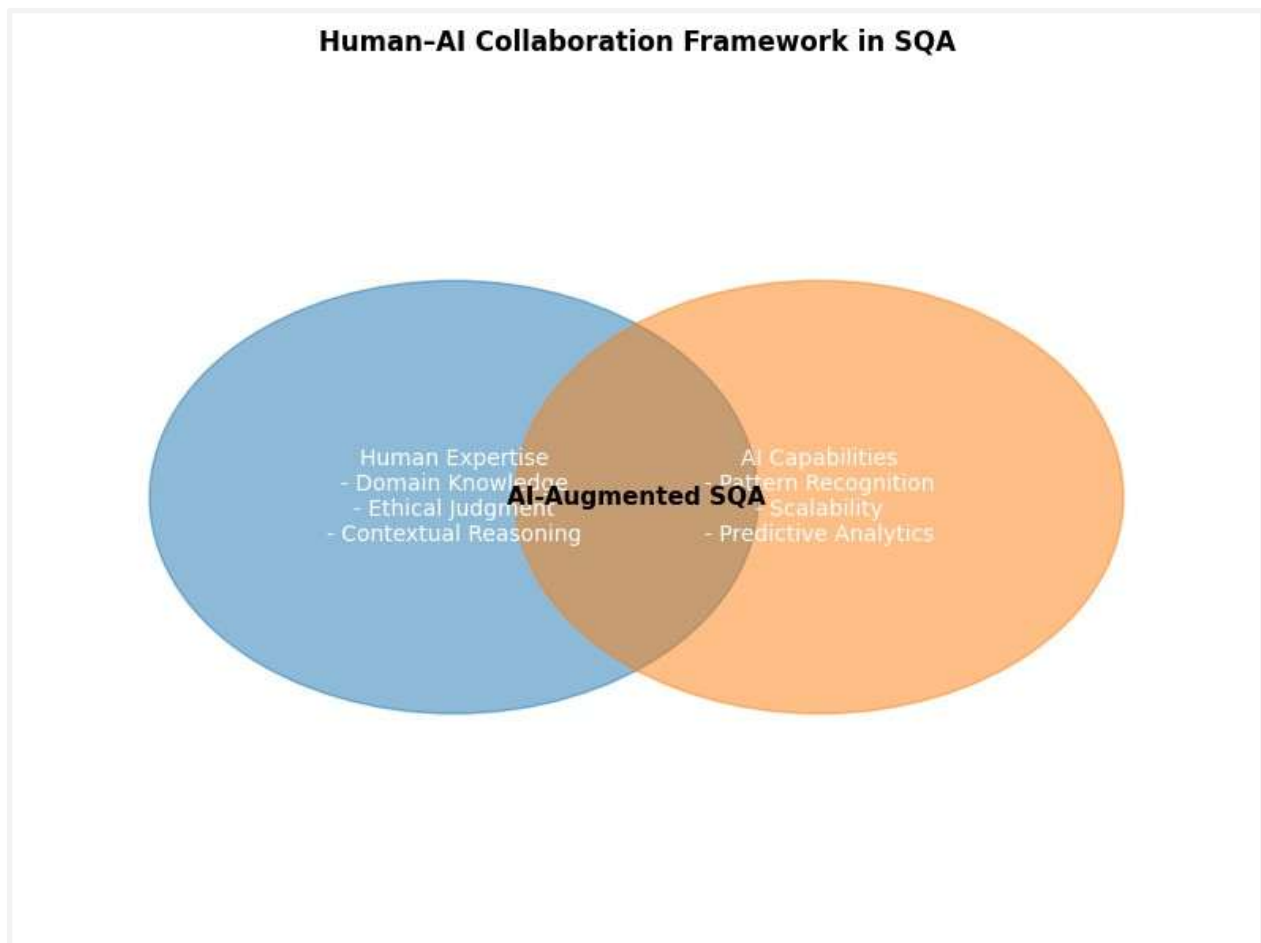 Human–AI Collaboration Framework in SQA
Human Expertise
- Domain Knowledge
- Ethical Judgment
- Contextual Reasoning
AI-Augmented SQA
AI Capabilities
- Pattern Recognition
- Scalability
- Predictive Analytics